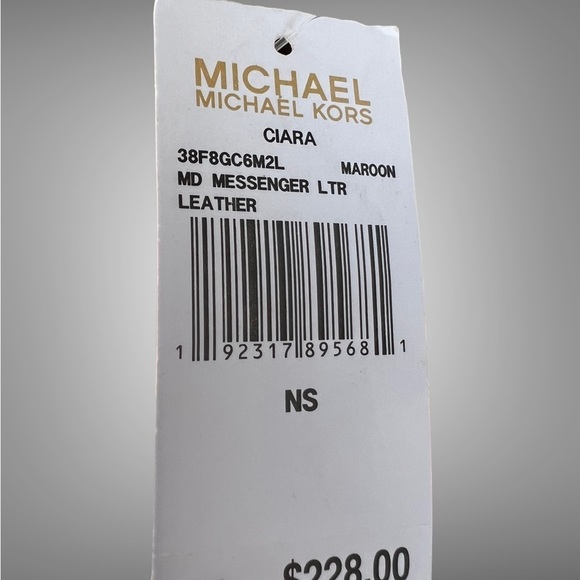 MICHAEL
MICHAEL KORS
CIARA
38F8GC6M2L MAROON
MD MESSENGER LTR
LEATHER
1 92317 89568 1
NS
$228.00